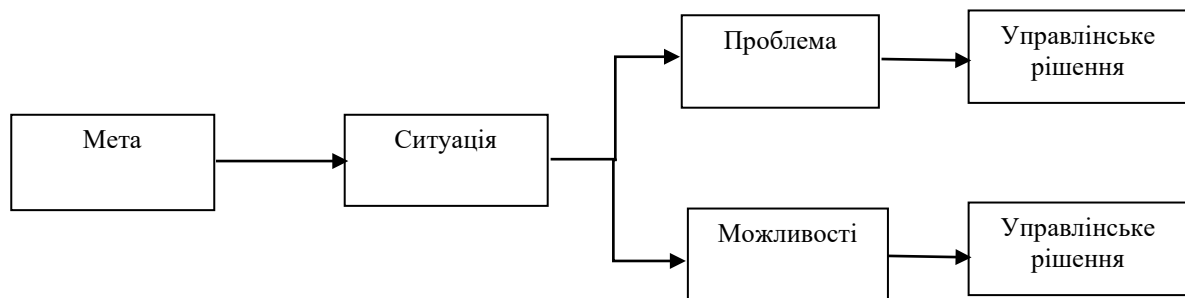 Проблема
Управлінське
рішення
Мета
Ситуація
Можливості
Управлінське
рішення